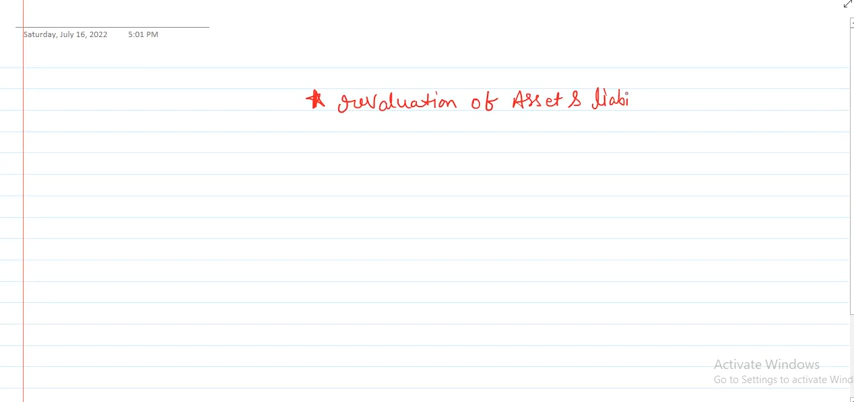 Saturday, July 16, 2022 5:01 PM
* revaluation of Asset & liabi
Activate Windows
Go to Settings to activate Wind